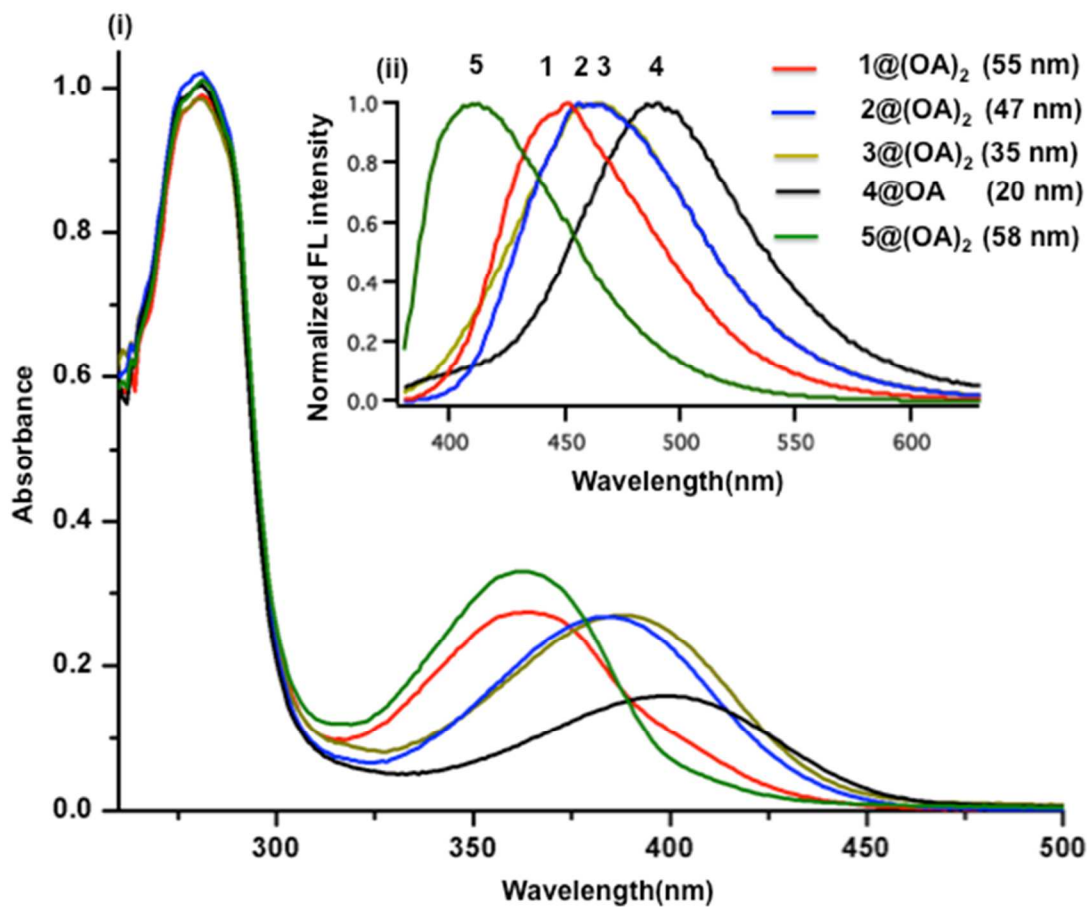 (i)
(ii)
5 1 2 3 4
1@(OA)₂ (55 nm)
2@(OA)₂ (47 nm)
3@(OA)₂ (35 nm)
4@OA (20 nm)
5@(OA)₂ (58 nm)
Normalized FL intensity
1.0
0.8
0.6
0.4
0.2
0.0
400 450 500 550 600
Wavelength(nm)
Absorbance
1.0
0.8
0.6
0.4
0.2
0.0
300 350 400 450 500
Wavelength(nm)